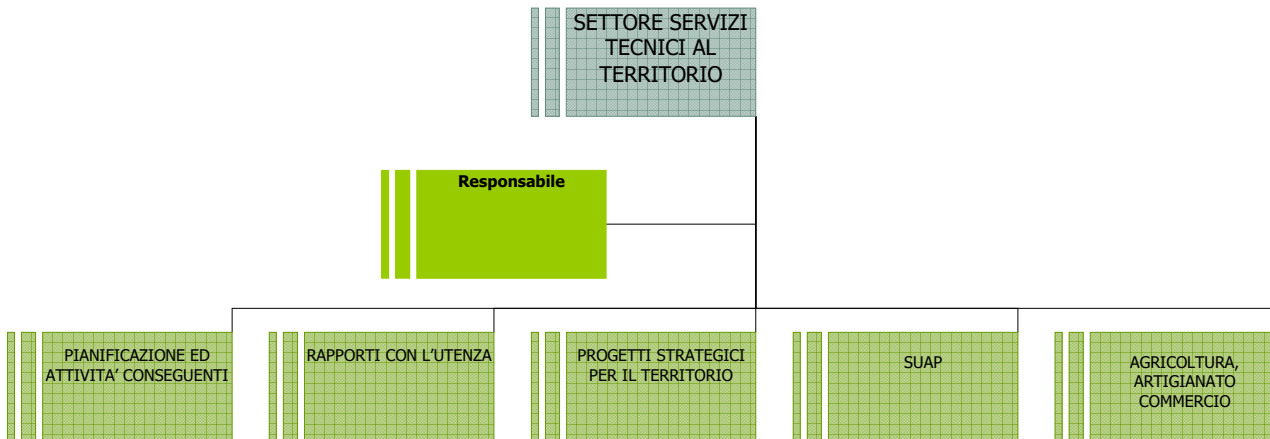 SETTORE SERVIZI
TECNICI AL
TERRITORIO
Responsabile
PIANIFICAZIONE ED
ATTIVITA’ CONSEGUENTI
RAPPORTI CON L’UTENZA
PROGETTI STRATEGICI
PER IL TERRITORIO
SUAP
AGRICOLTURA,
ARTIGIANATO
COMMERCIO